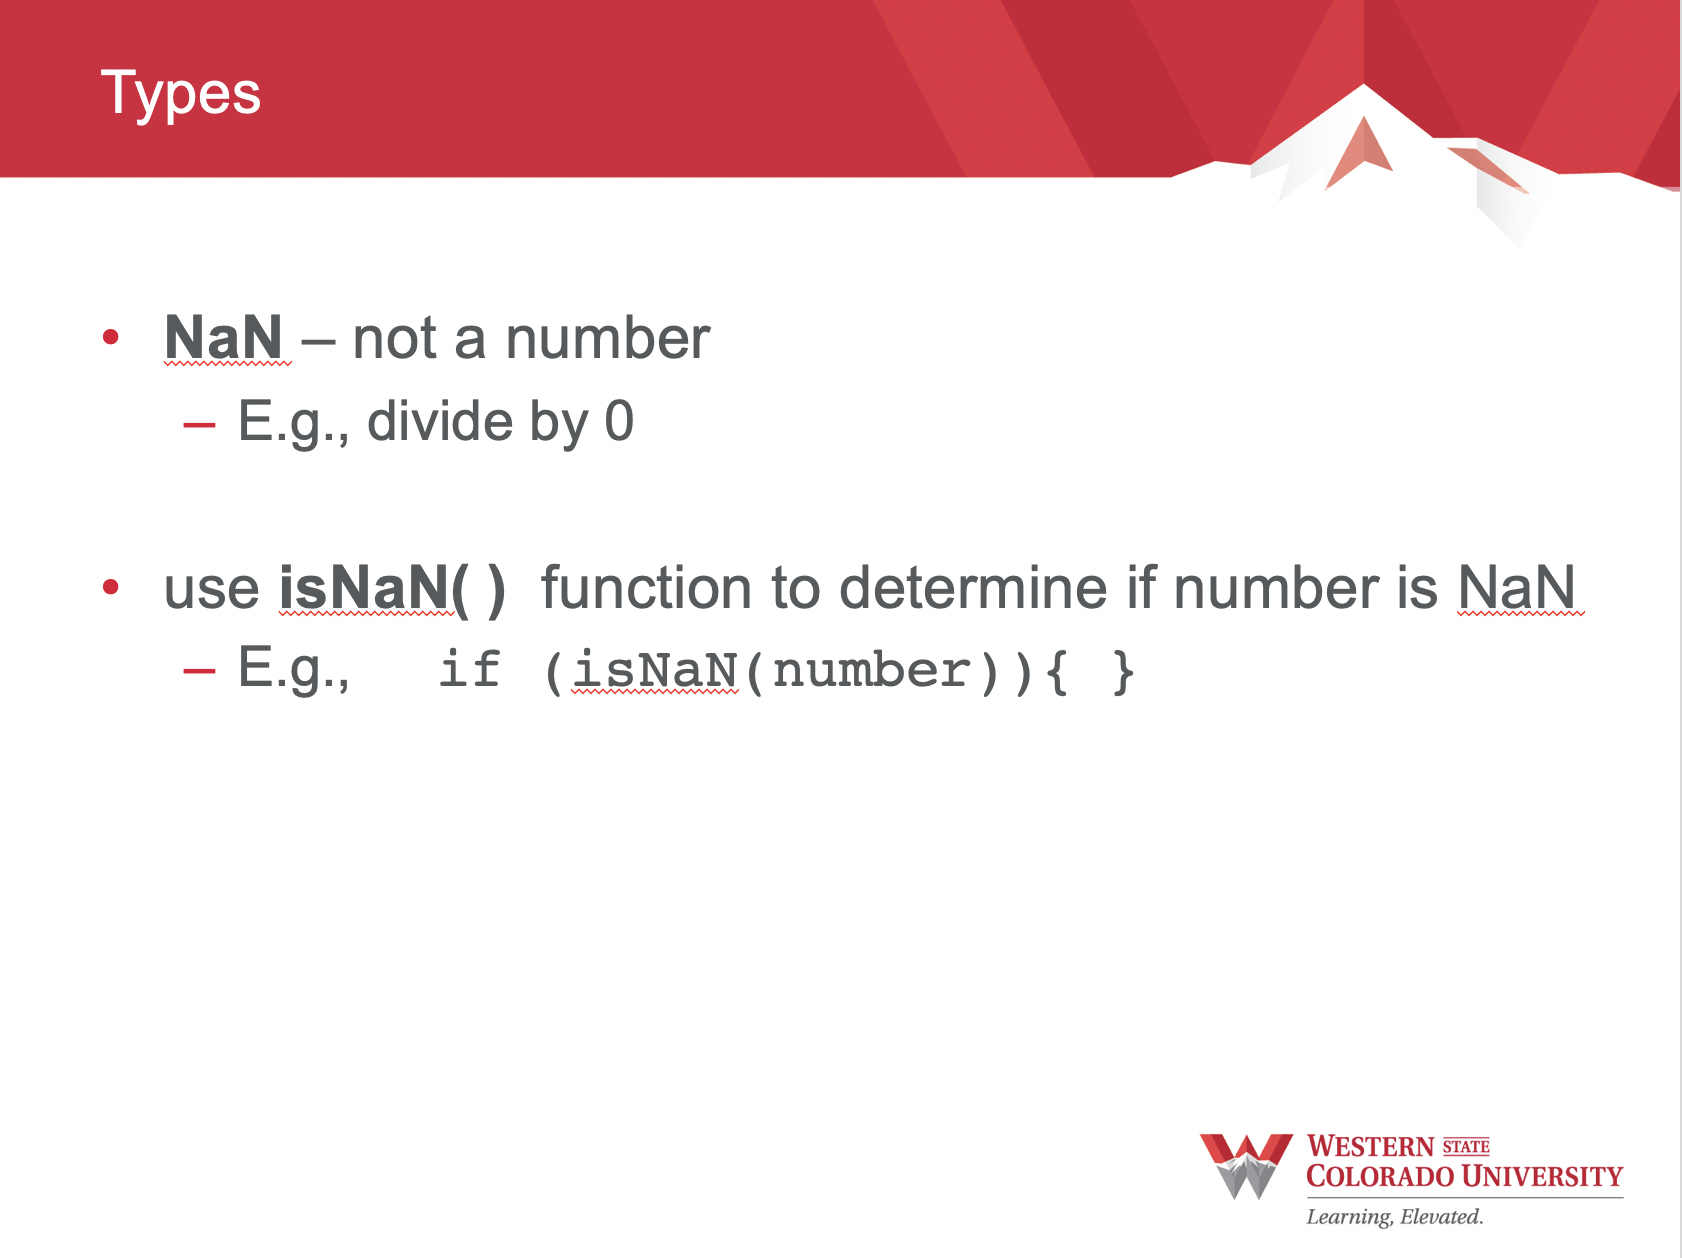 Types
• NaN – not a number
– E.g., divide by 0
• use isNaN( ) function to determine if number is NaN
– E.g., if (isNaN(number)){ }
WESTERN STATE
COLORADO UNIVERSITY
Learning, Elevated.